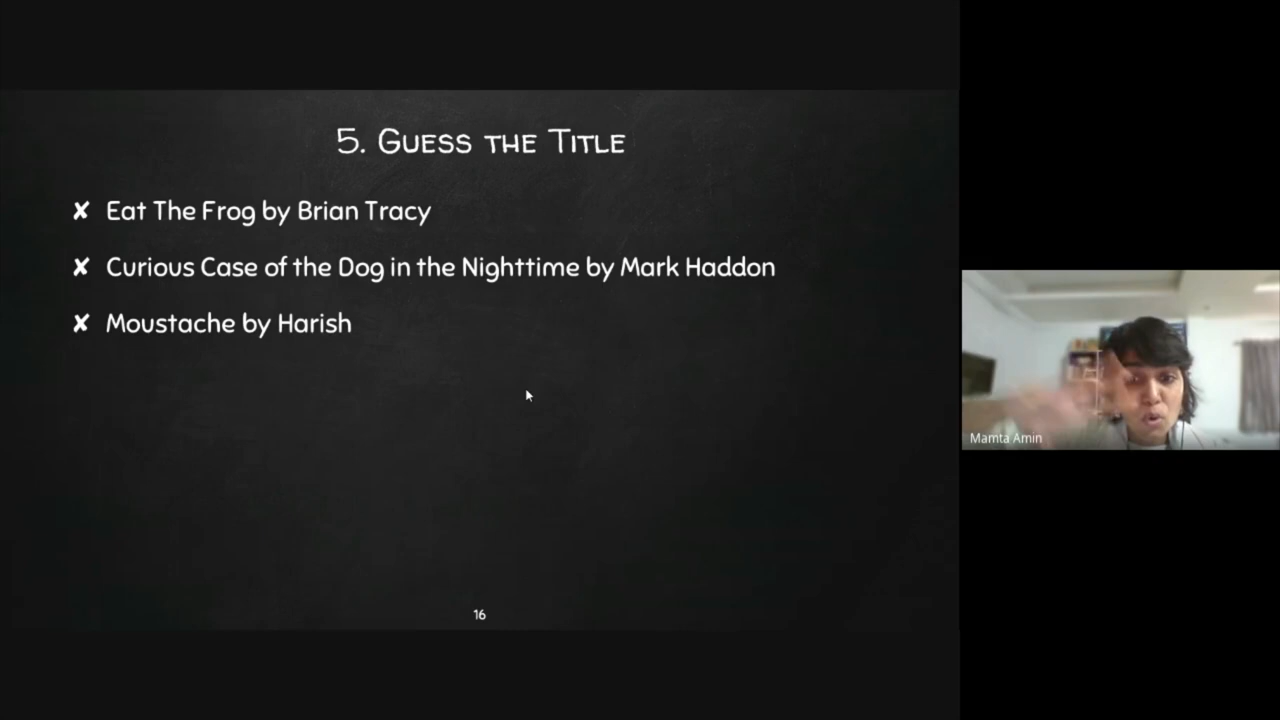 5. Guess the Title
✘ Eat The Frog by Brian Tracy
✘ Curious Case of the Dog in the Nighttime by Mark Haddon
✘ Moustache by Harish
16
Mamta Amin